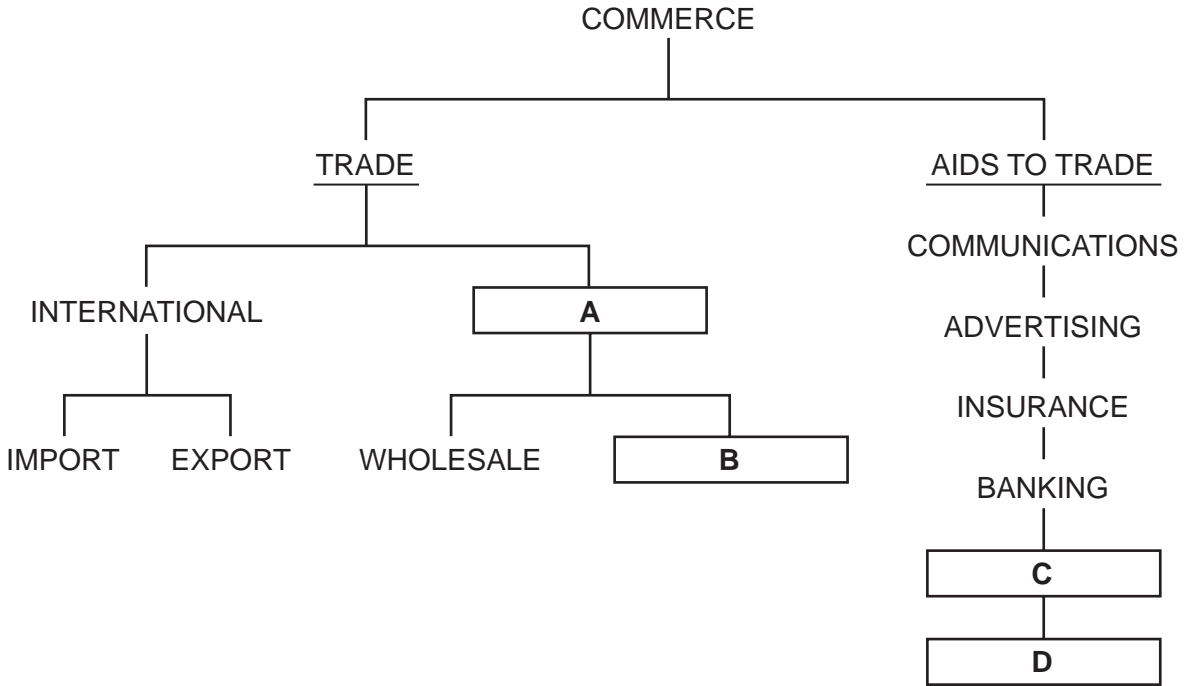 COMMERCE
TRADE
AIDS TO TRADE
COMMUNICATIONS
INTERNATIONAL
A
ADVERTISING
INSURANCE
IMPORT
EXPORT
WHOLESALE
B
BANKING
C
D